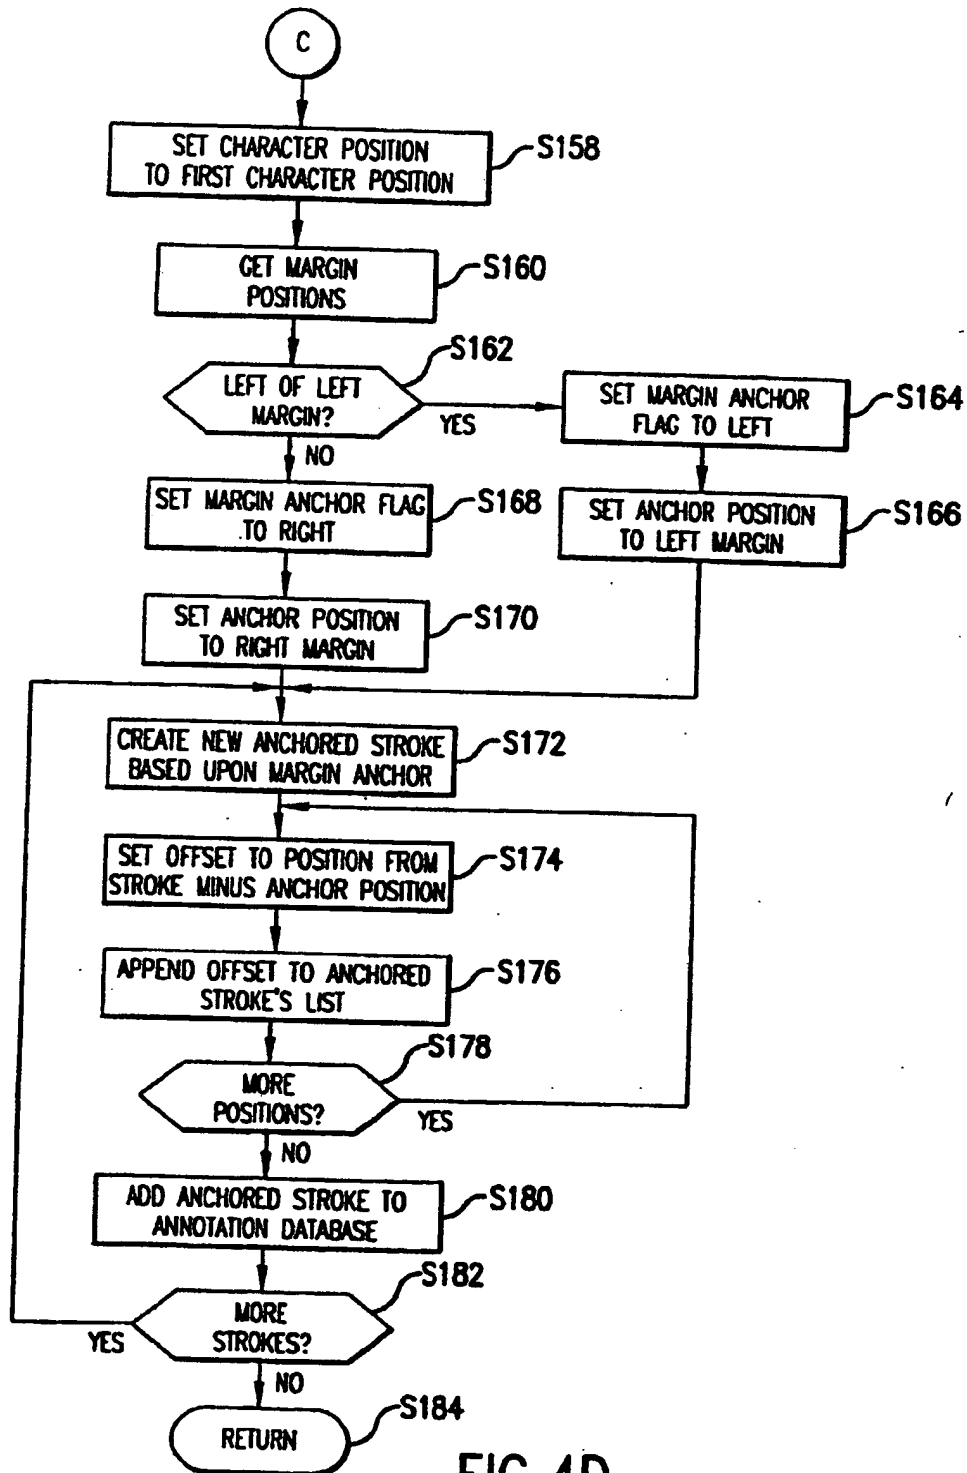 C
SET CHARACTER POSITION
TO FIRST CHARACTER POSITION
S158
GET MARGIN
POSITIONS
S160
LEFT OF LEFT
MARGIN?
S162
YES
NO
SET MARGIN ANCHOR
FLAG TO LEFT
S164
SET MARGIN ANCHOR FLAG
TO RIGHT
S168
SET ANCHOR POSITION
TO LEFT MARGIN
S166
SET ANCHOR POSITION
TO RIGHT MARGIN
S170
CREATE NEW ANCHORED STROKE
BASED UPON MARGIN ANCHOR
S172
SET OFFSET TO POSITION FROM
STROKE MINUS ANCHOR POSITION
S174
APPEND OFFSET TO ANCHORED
STROKE'S LIST
S176
MORE
POSITIONS?
S178
YES
NO
ADD ANCHORED STROKE TO
ANNOTATION DATABASE
S180
MORE
STROKES?
S182
YES
NO
RETURN
S184
FIG. 4D